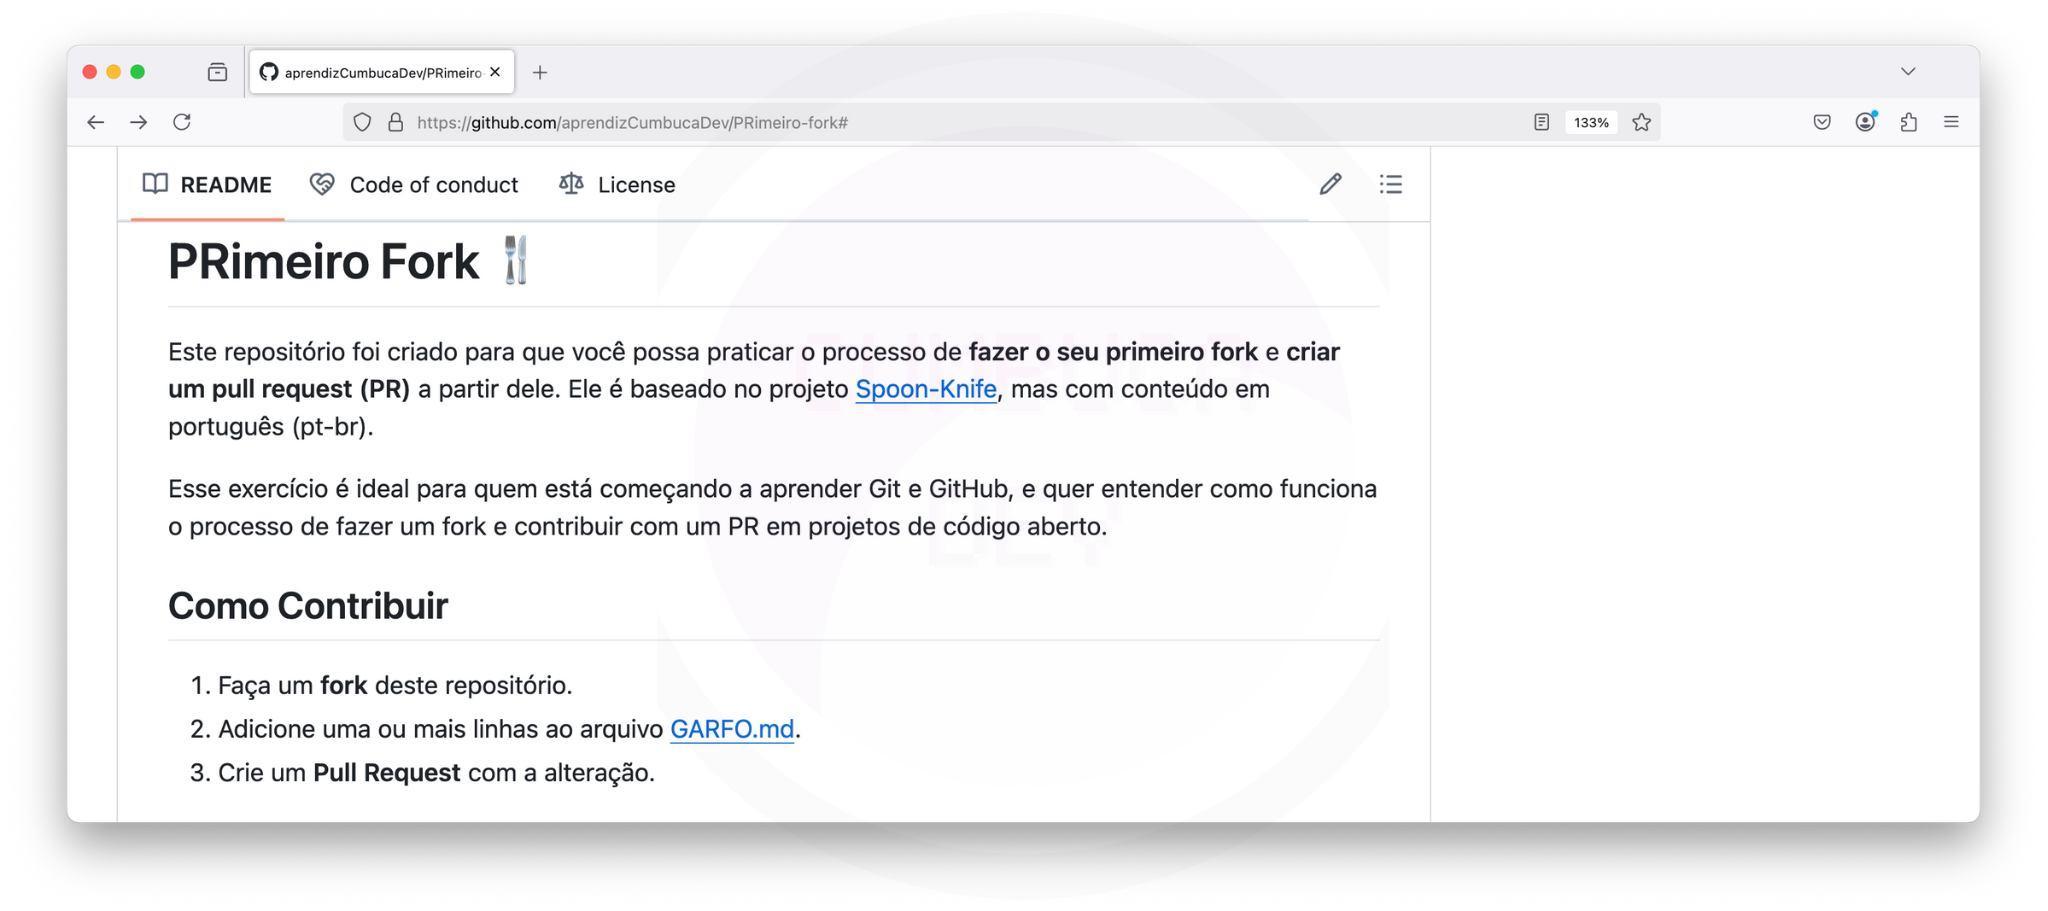 aprendizCumbucaDev/PRimeiro
https://github.com/aprendizCumbucaDev/PRimeiro-fork#
133%
README
Code of conduct
License
PRimeiro Fork
Este repositório foi criado para que você possa praticar o processo de fazer o seu primeiro fork e criar
um pull request (PR) a partir dele. Ele é baseado no projeto Spoon-Knife, mas com conteúdo em
português (pt-br).
Esse exercício é ideal para quem está começando a aprender Git e GitHub, e quer entender como funciona
o processo de fazer um fork e contribuir com um PR em projetos de código aberto.
Como Contribuir
1. Faça um fork deste repositório.
2. Adicione uma ou mais linhas ao arquivo GARFO.md.
3. Crie um Pull Request com a alteração.